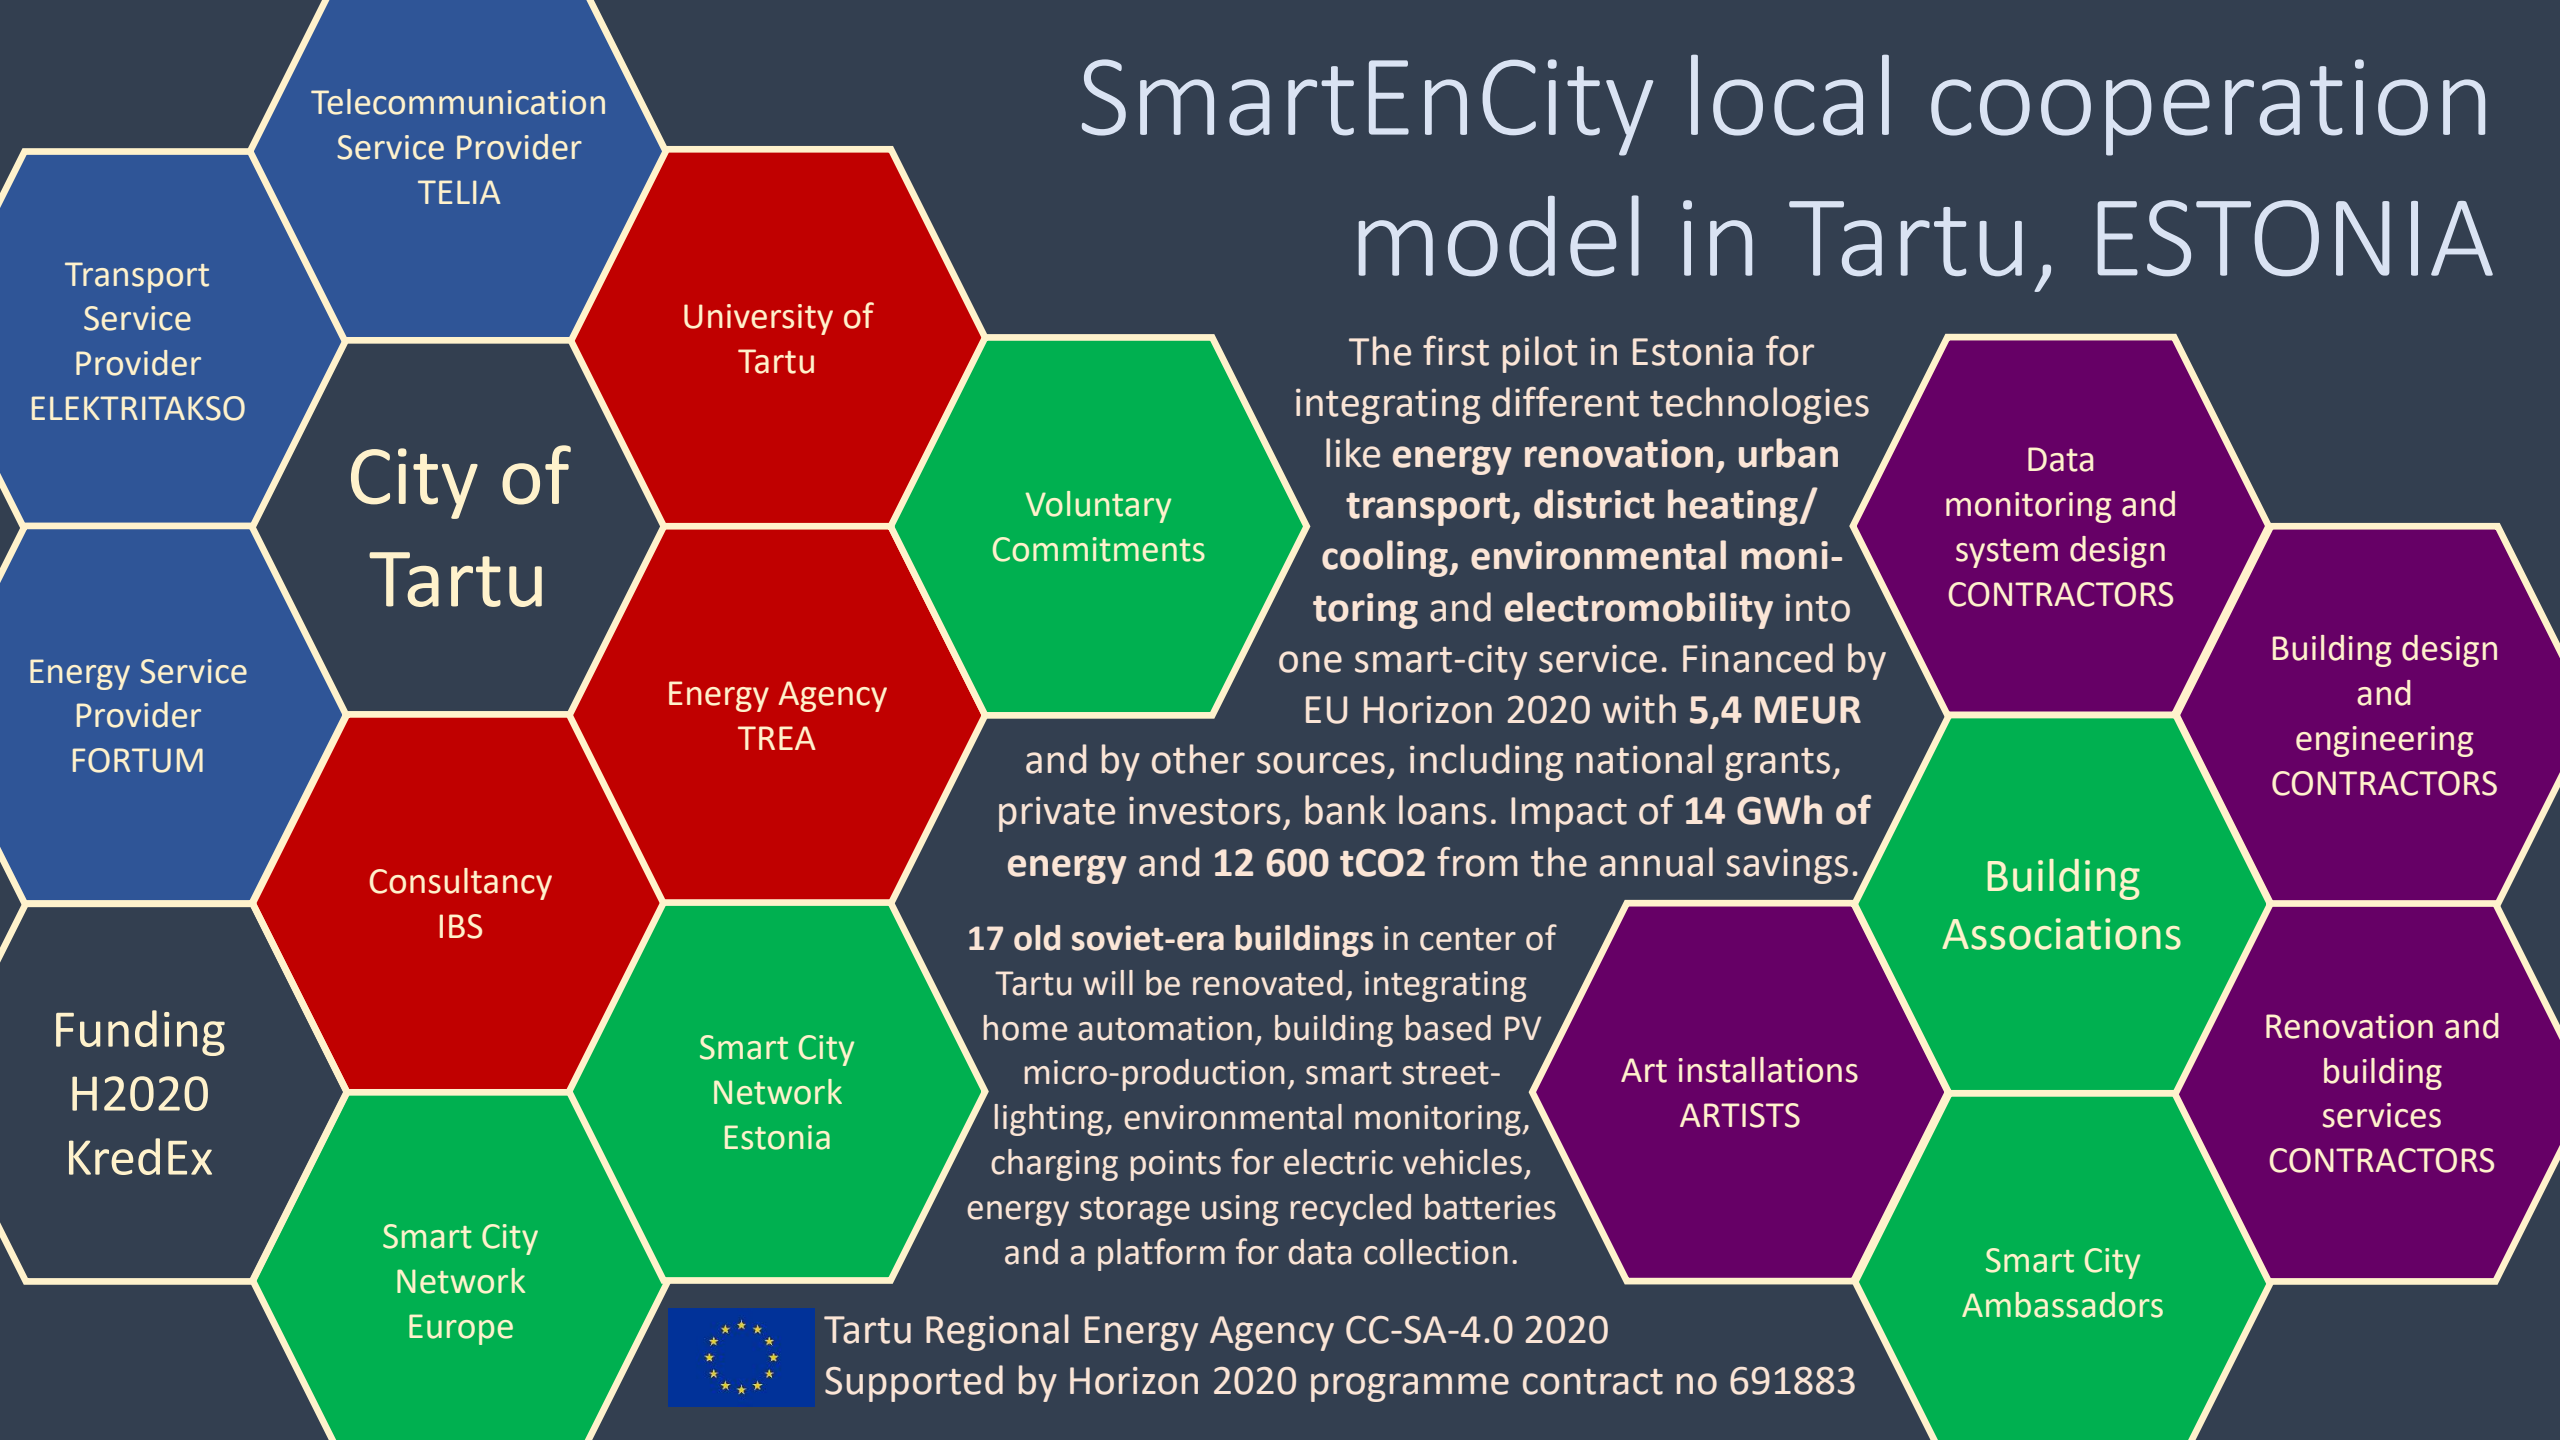 SmartEnCity local cooperation
model in Tartu, ESTONIA
Telecommunication
Service Provider
TELIA
Transport
Service
Provider
ELEKTRITAKSO
University of
Tartu
City of
Tartu
Voluntary
Commitments
Energy Service
Provider
FORTUM
Energy Agency
TREA
Consultancy
IBS
Funding
H2020
KredEx
Smart City
Network
Estonia
Smart City
Network
Europe
The first pilot in Estonia for
integrating different technologies
like energy renovation, urban
transport, district heating/
cooling, environmental moni-
toring and electromobility into
one smart-city service. Financed by
EU Horizon 2020 with 5,4 MEUR
and by other sources, including national grants,
private investors, bank loans. Impact of 14 GWh of
energy and 12 600 tCO2 from the annual savings.
17 old soviet-era buildings in center of
Tartu will be renovated, integrating
home automation, building based PV
micro-production, smart street-
lighting, environmental monitoring,
charging points for electric vehicles,
energy storage using recycled batteries
and a platform for data collection.
Data
monitoring and
system design
CONTRACTORS
Building design
and
engineering
CONTRACTORS
Building
Associations
Art installations
ARTISTS
Renovation and
building
services
CONTRACTORS
Smart City
Ambassadors
Tartu Regional Energy Agency CC-SA-4.0 2020
Supported by Horizon 2020 programme contract no 691883